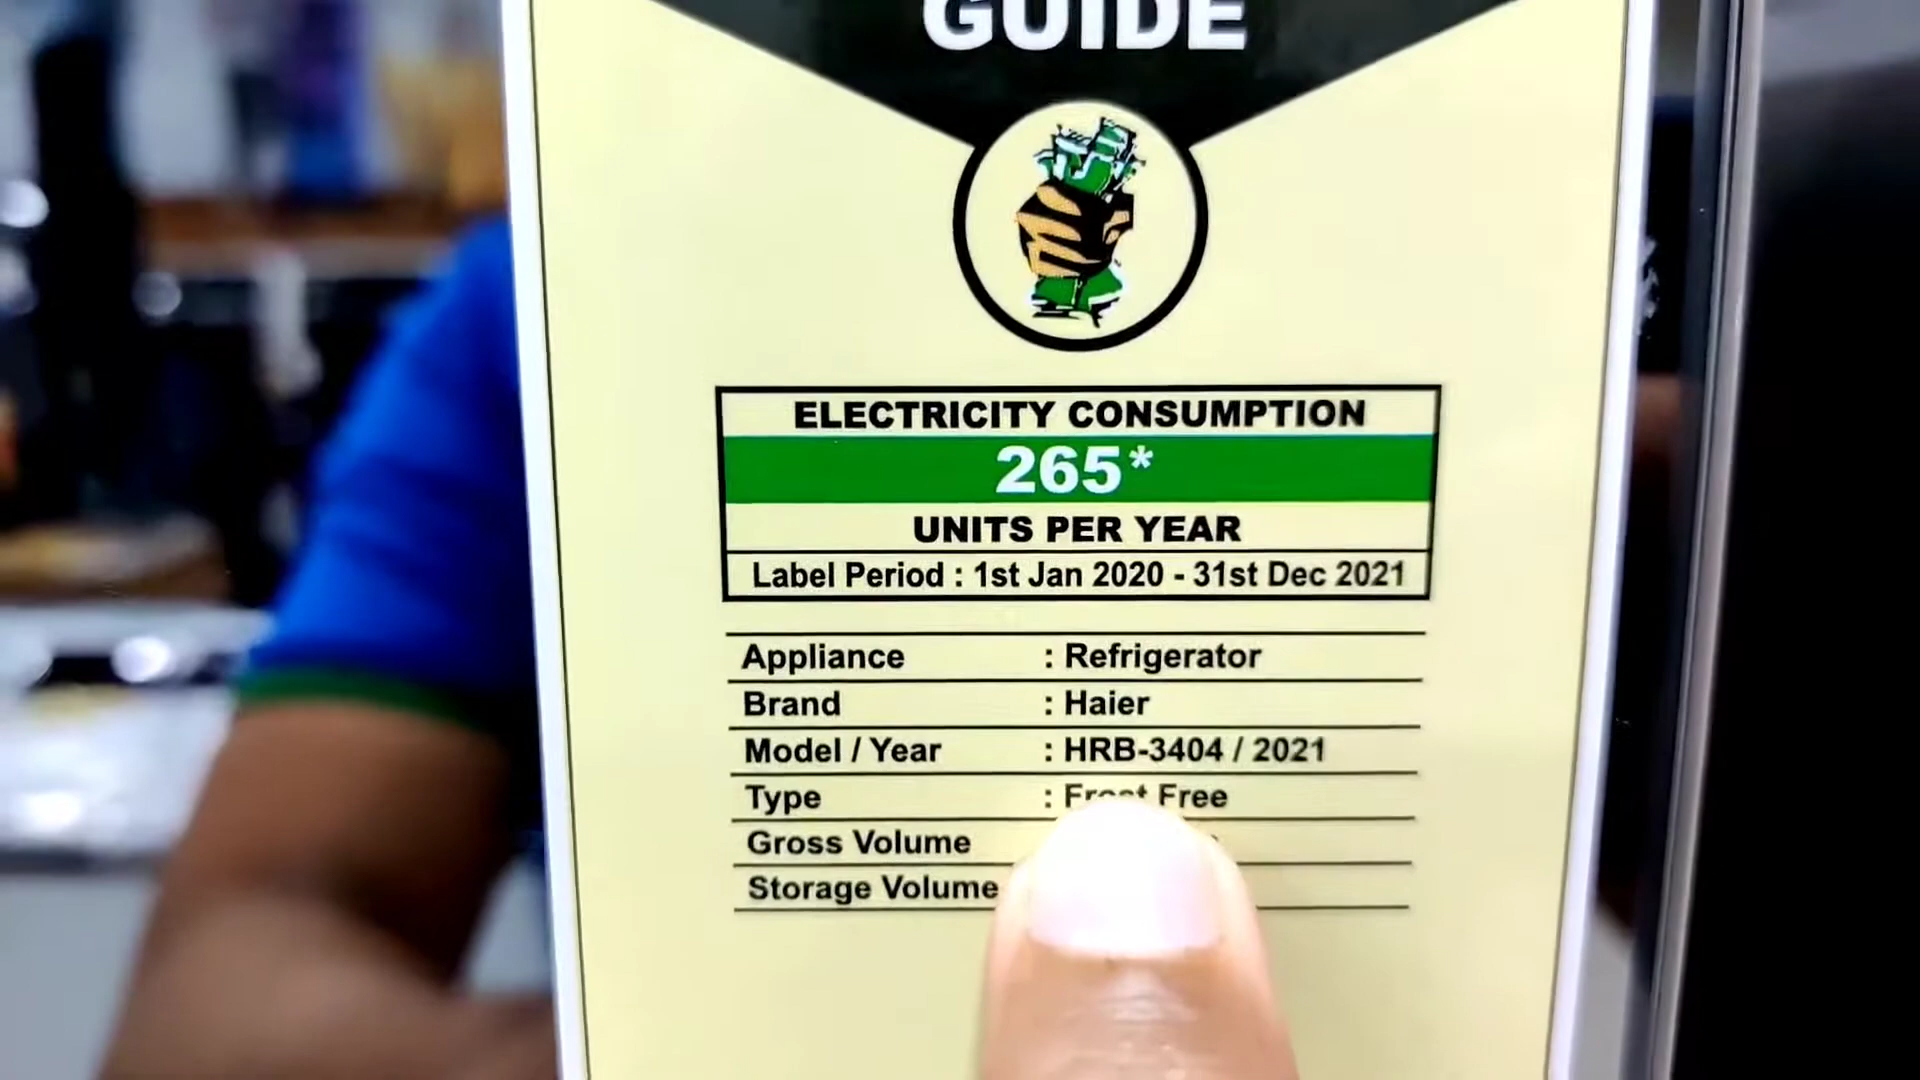 GUIDE
ELECTRICITY CONSUMPTION
265*
UNITS PER YEAR
Label Period : 1st Jan 2020 - 31st Dec 2021
Appliance : Refrigerator
Brand : Haier
Model / Year : HRB-3404 / 2021
Type : Frost Free
Gross Volume
Storage Volume